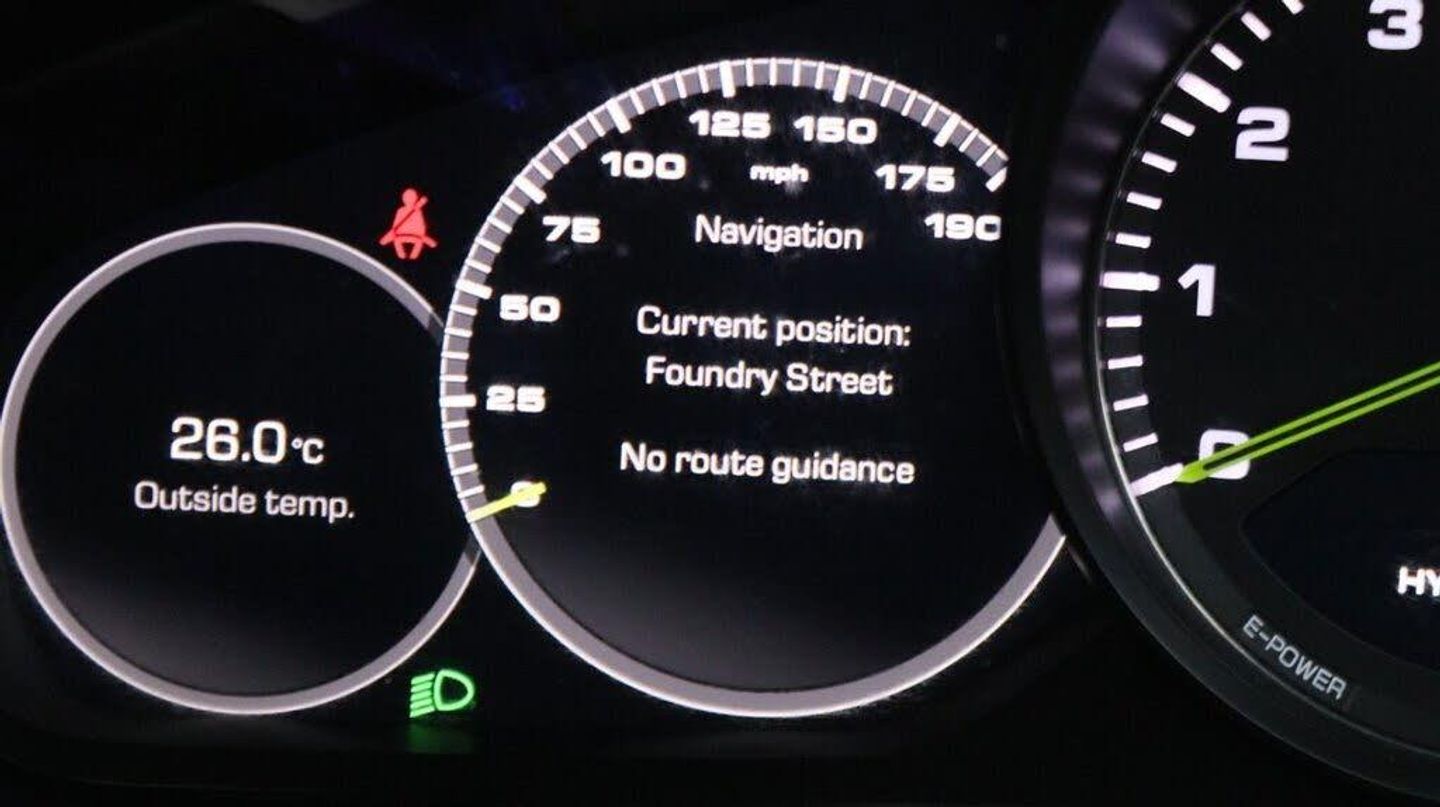 26.0°C
Outside temp.
125 150
100 mph 175
75 190
Navigation
50
Current position:
Foundry Street
25
No route guidance
0
3
2
1
0
HY
E-POWER